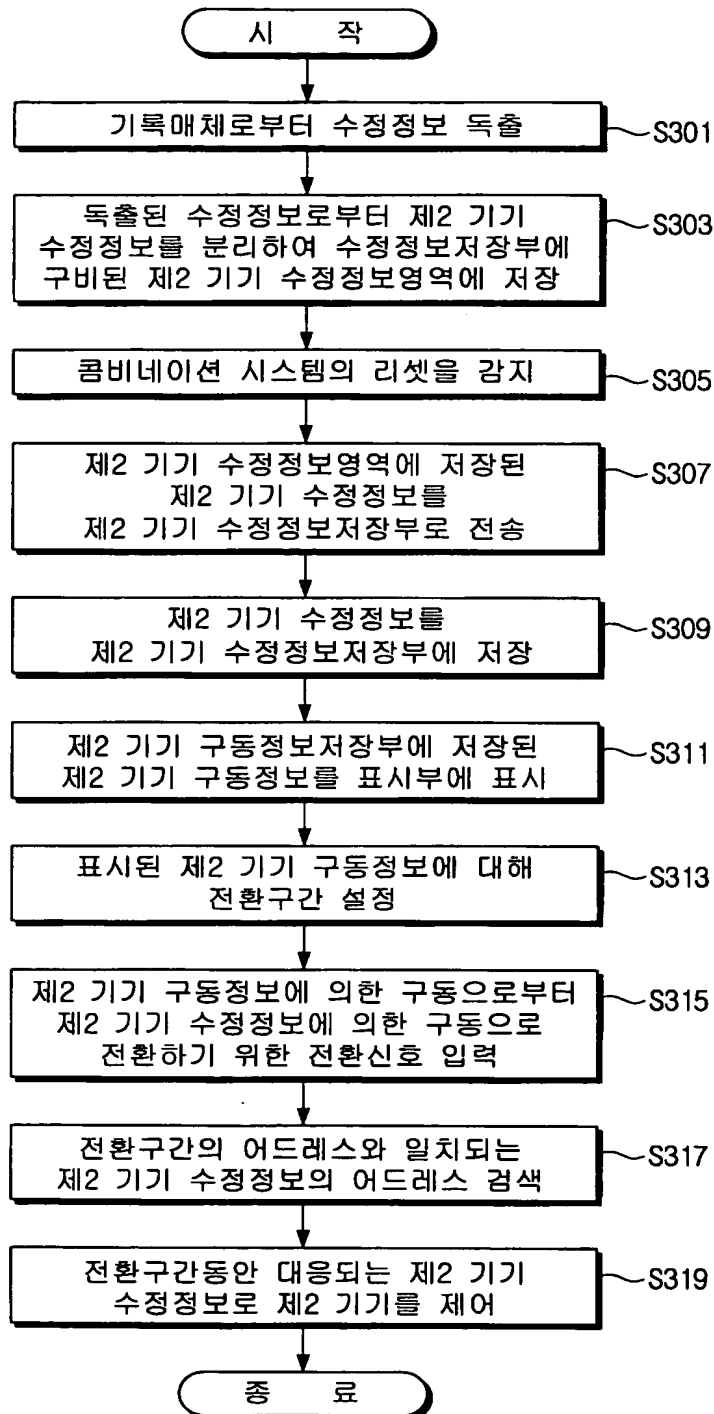 시 작
기록매체로부터 수정정보 독출
S301
독출된 수정정보로부터 제2 기기
수정정보를 분리하여 수정정보저장부에
구비된 제2 기기 수정정보영역에 저장
S303
콤비네이션 시스템의 리셋을 감지
S305
제2 기기 수정정보영역에 저장된
제2 기기 수정정보를
제2 기기 수정정보저장부로 전송
S307
제2 기기 수정정보를
제2 기기 수정정보저장부에 저장
S309
제2 기기 구동정보저장부에 저장된
제2 기기 구동정보를 표시부에 표시
S311
표시된 제2 기기 구동정보에 대해
전환구간 설정
S313
제2 기기 구동정보에 의한 구동으로부터
제2 기기 수정정보에 의한 구동으로
전환하기 위한 전환신호 입력
S315
전환구간의 어드레스와 일치되는
제2 기기 수정정보의 어드레스 검색
S317
전환구간동안 대응되는 제2 기기
수정정보로 제2 기기를 제어
S319
종 료